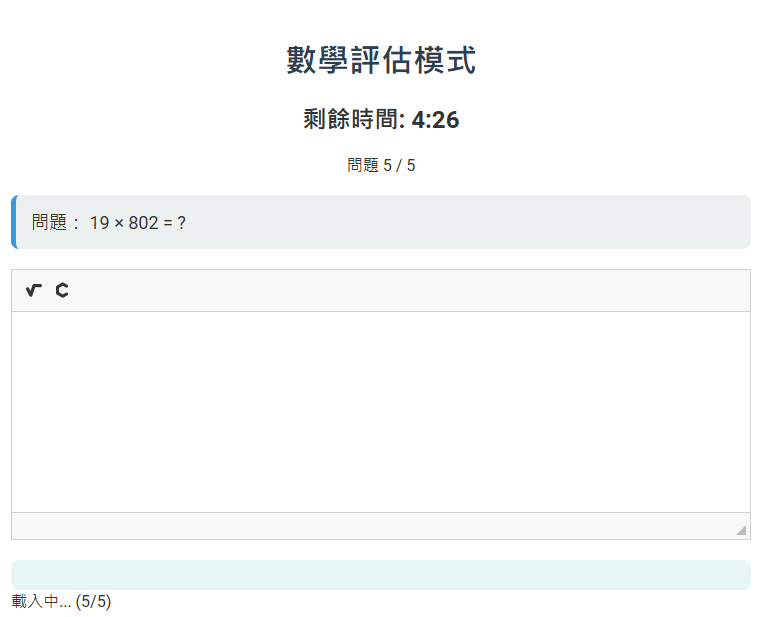 數學評估模式
剩餘時間: 4:26
問題 5 / 5
問題： 19 × 802 = ?
載入中... (5/5)